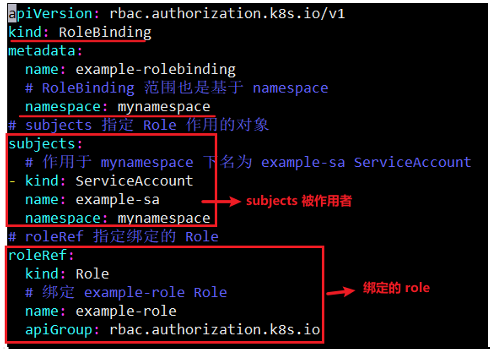 apiVersion: rbac.authorization.k8s.io/v1
kind: RoleBinding
metadata:
  name: example-rolebinding
  # RoleBinding 范围也是基于 namespace
  namespace: mynamespace
# subjects 指定 Role 作用的对象
subjects:
  # 作用于 mynamespace 下名为 example-sa ServiceAccount
- kind: ServiceAccount
  name: example-sa
subjects 被作用者
  namespace: mynamespace
# roleRef 指定绑定的 Role
roleRef:
  kind: Role
  # 绑定 example-role Role
绑定的 role
  name: example-role
  apiGroup: rbac.authorization.k8s.io